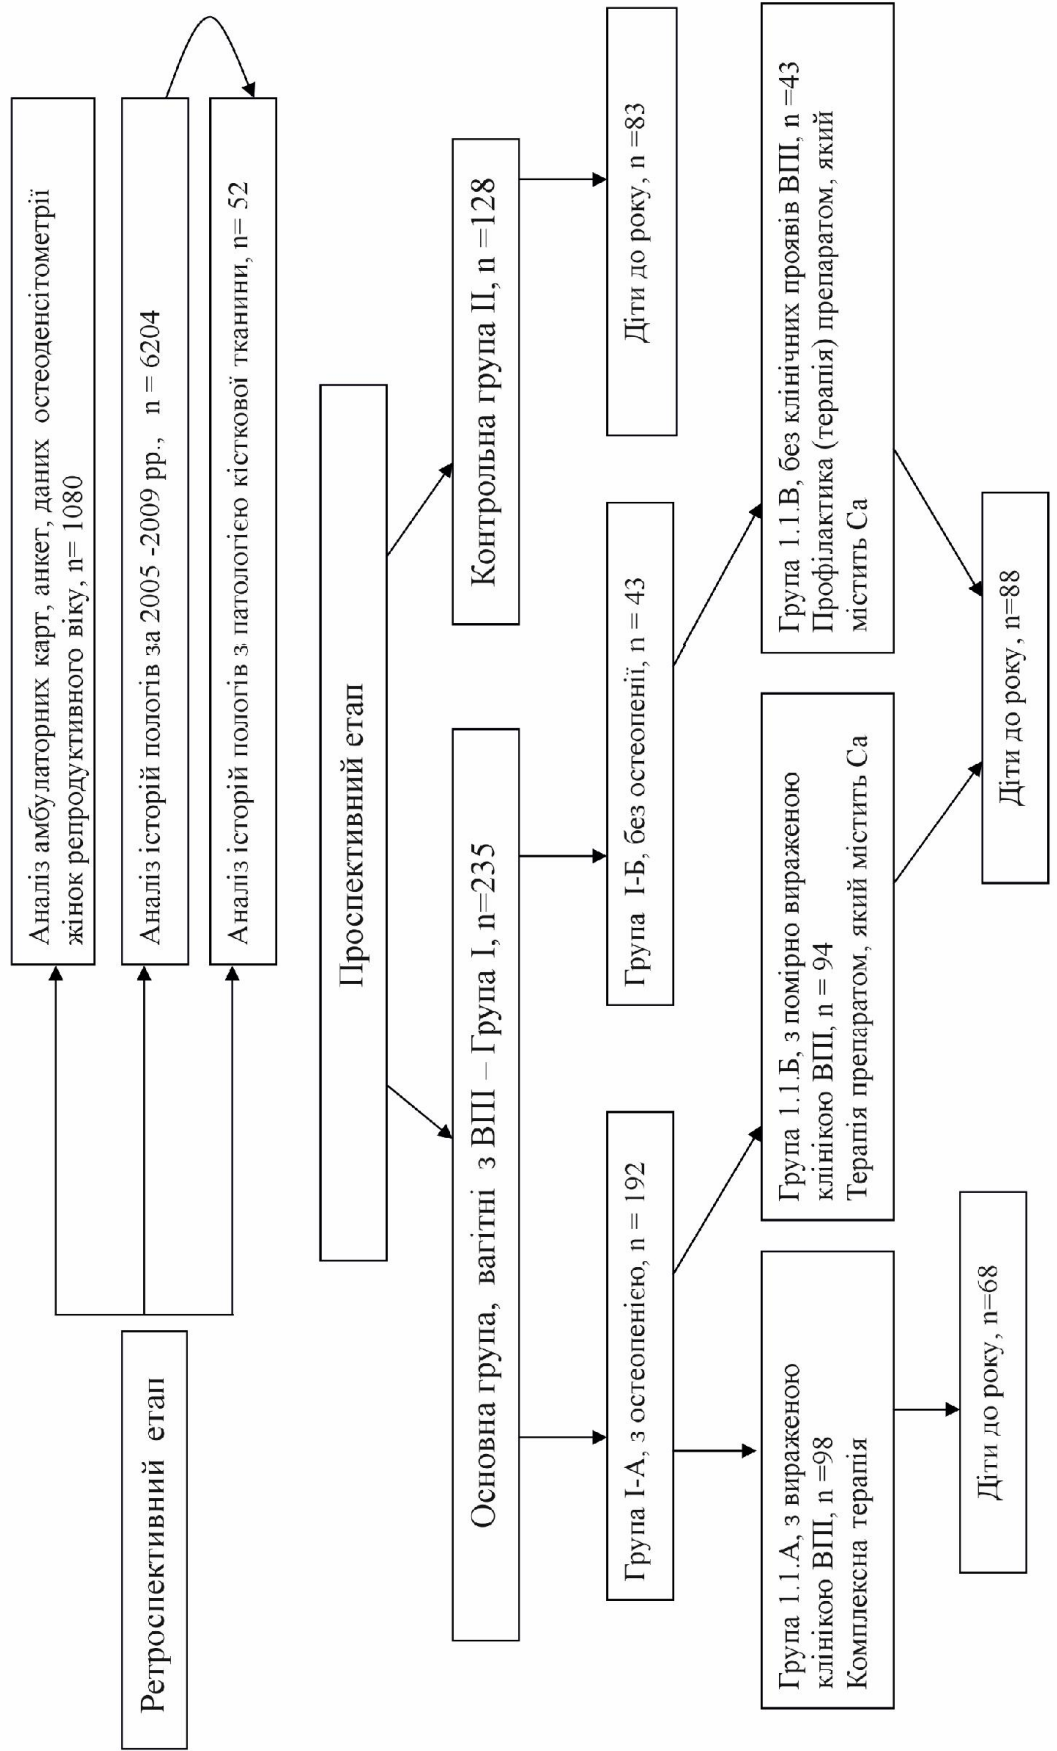 Ретроспективний етап
Аналіз амбулаторних карт, анкет, даних остеоденсітометрії
жінок репродуктивного віку, n= 1080
Аналіз історій пологів за 2005 -2009 рр., n = 6204
Аналіз історій пологів з патологією кісткової тканини, n= 52
Проспективний етап
Основна група, вагітні з ВПІ – Група І, n=235
Контрольна група ІІ, n =128
Група І-А, з остеопенією, n = 192
Група І-Б, без остеопенії, n = 43
Діти до року, n =83
Група 1.1.А, з вираженою
клінікою ВПІ, n =98
Комплексна терапія
Група 1.1.Б, з помірно вираженою
клінікою ВПІ, n = 94
Терапія препаратом, який містить Са
Група 1.1.В, без клінічних проявів ВПІ, n =43
Профілактика (терапія) препаратом, який
містить Са
Діти до року, n=68
Діти до року, n=88